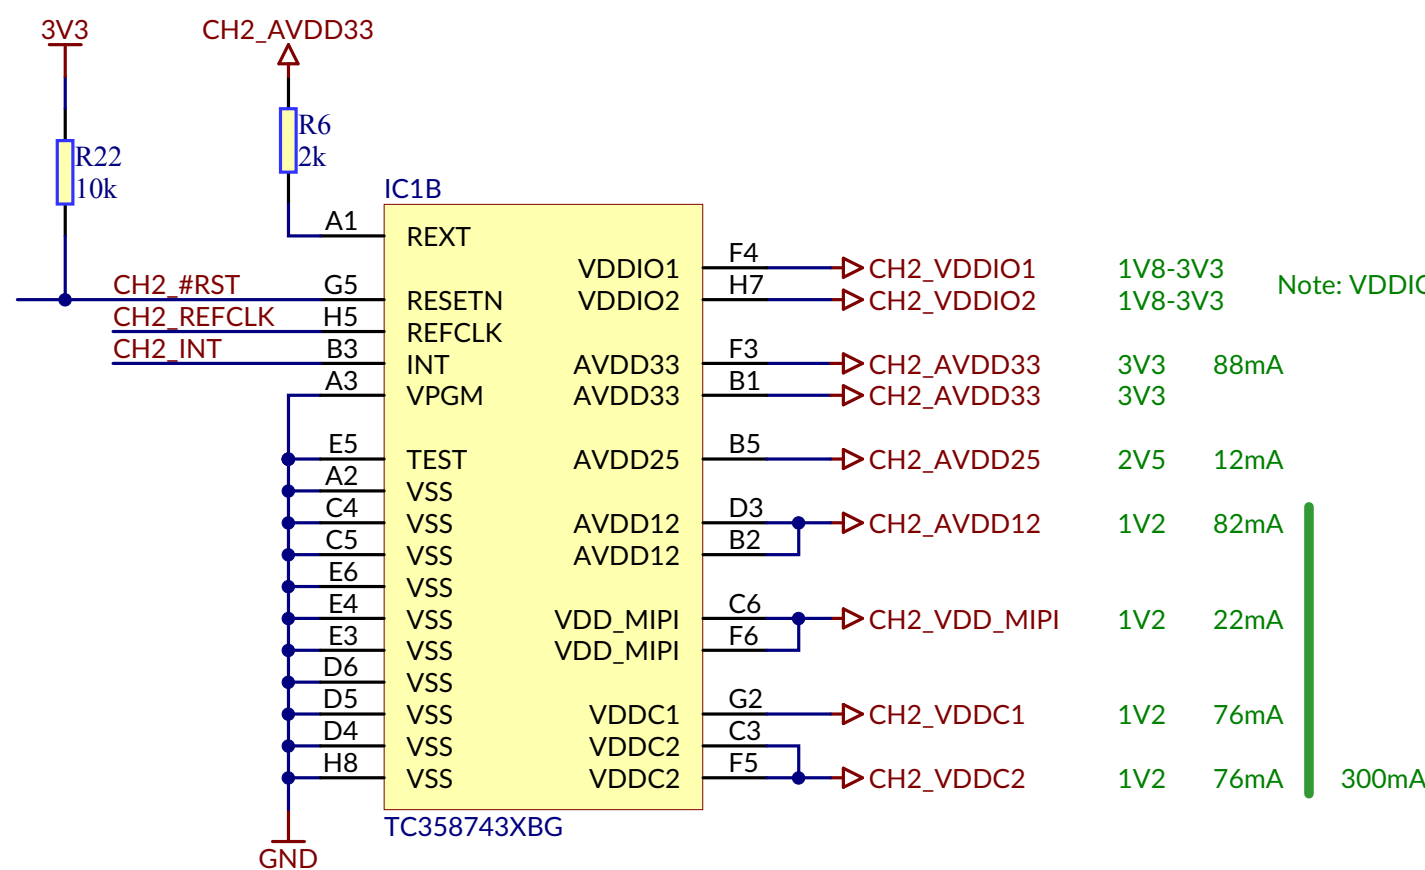 3V3
CH2_AVDD33
R6
2k
R22
10k
IC1B
A1 REXT
F4 VDDIO1 CH2_VDDIO1 1V8-3V3
CH2_#RST G5 RESETN H7 VDDIO2 CH2_VDDIO2 1V8-3V3 Note:
CH2_REFCLK H5 REFCLK
CH2_INT B3 INT AVDD33 F3 CH2_AVDD33 3V3 88mA
A3 VPGM AVDD33 B1 CH2_AVDD33 3V3
E5 TEST AVDD25 B5 CH2_AVDD25 2V5 12mA
A2 VSS
C4 VSS AVDD12 D3 CH2_AVDD12 1V2 82mA
C5 VSS AVDD12 B2
E6 VSS
E4 VSS VDD_MIPI C6 CH2_VDD_MIPI 1V2 22mA
E3 VSS VDD_MIPI F6
D6 VSS
D5 VSS VDDC1 G2 CH2_VDDC1 1V2 76mA
D4 VSS VDDC2 C3
H8 VSS VDDC2 F5 CH2_VDDC2 1V2 76mA 300mA
TC358743XBG
GND